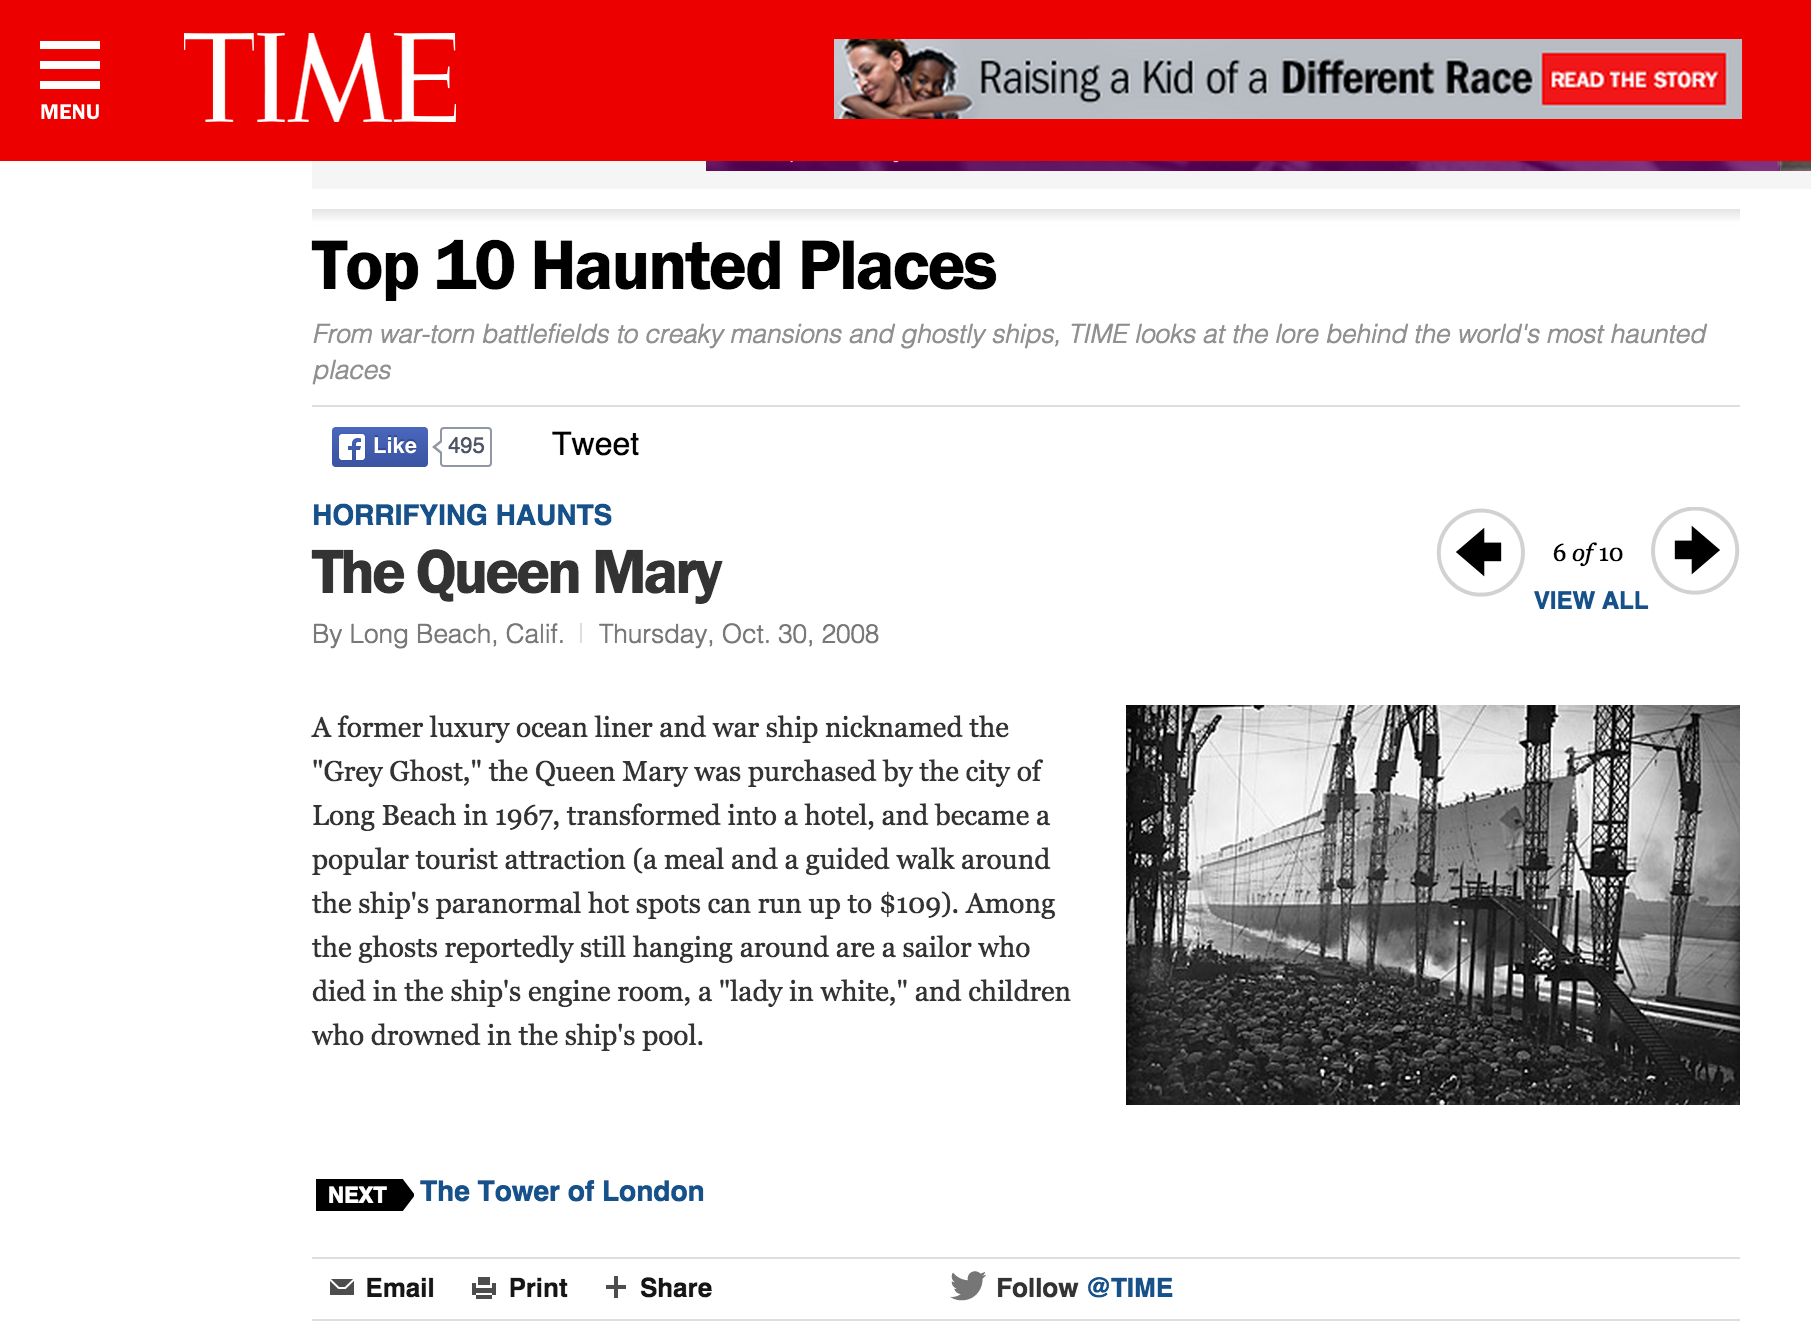 MENU
TIME
Raising a Kid of a Different Race
READ THE STORY
Top 10 Haunted Places
From war-torn battlefields to creaky mansions and ghostly ships, TIME looks at the lore behind the world's most haunted
places
Like
495
Tweet
HORRIFYING HAUNTS
The Queen Mary
6 of 10
VIEW ALL
By Long Beach, Calif. | Thursday, Oct. 30, 2008
A former luxury ocean liner and war ship nicknamed the
"Grey Ghost," the Queen Mary was purchased by the city of
Long Beach in 1967, transformed into a hotel, and became a
popular tourist attraction (a meal and a guided walk around
the ship's paranormal hot spots can run up to $109). Among
the ghosts reportedly still hanging around are a sailor who
died in the ship's engine room, a "lady in white," and children
who drowned in the ship's pool.
NEXT The Tower of London
Email Print + Share Follow @TIME